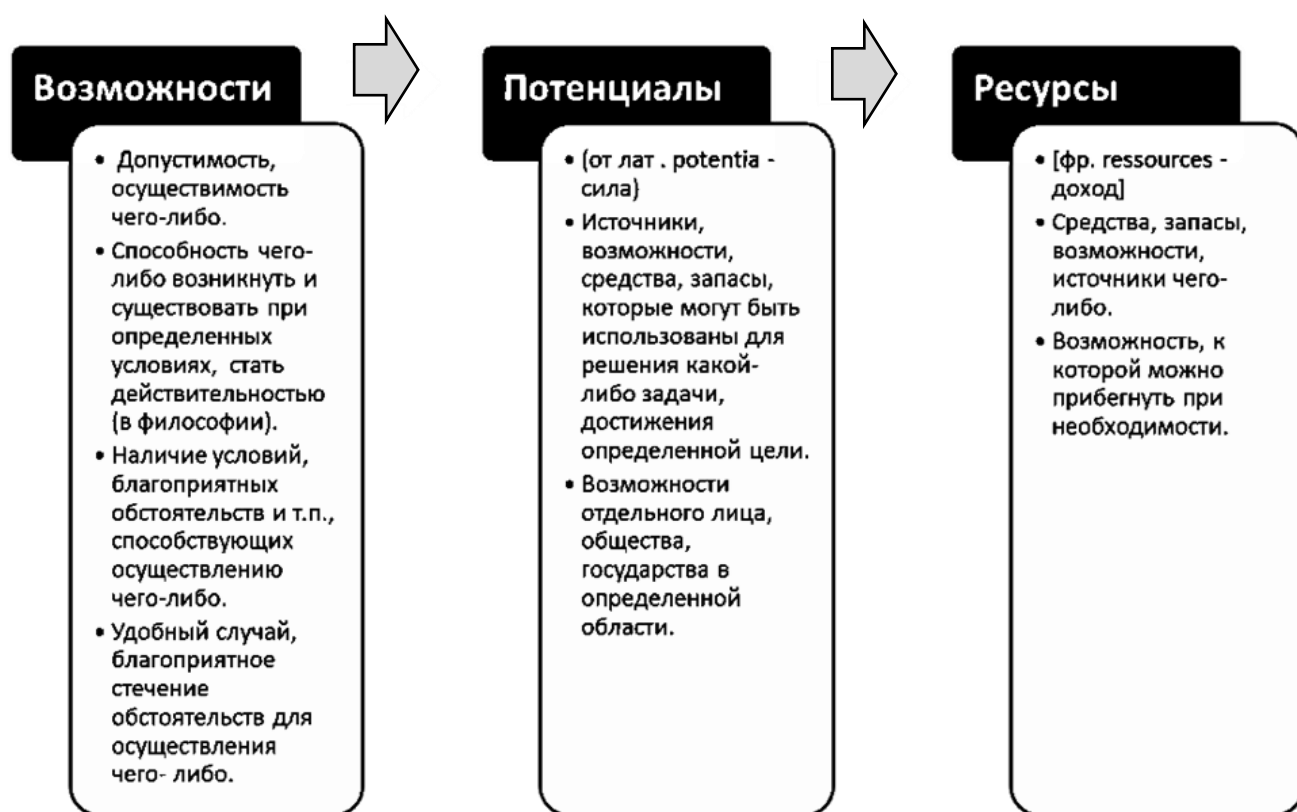 Возможности
• Допустимость,
осуществимость
чего-либо.
• Способность чего-
либо возникнуть и
существовать при
определенных
условиях, стать
действительностью
(в философии).
• Наличие условий,
благоприятных
обстоятельств и т.п.,
способствующих
осуществлению
чего-либо.
• Удобный случай,
благоприятное
стечение
обстоятельств для
осуществления
чего- либо.
Потенциалы
• (от лат . potentia -
сила)
• Источники,
возможности,
средства, запасы,
которые могут быть
использованы для
решения какой-
либо задачи,
достижения
определенной цели.
• Возможности
отдельного лица,
общества,
государства в
определенной
области.
Ресурсы
• [фр. ressources -
доход]
• Средства, запасы,
возможности,
источники чего-
либо.
• Возможность, к
которой можно
прибегнуть при
необходимости.